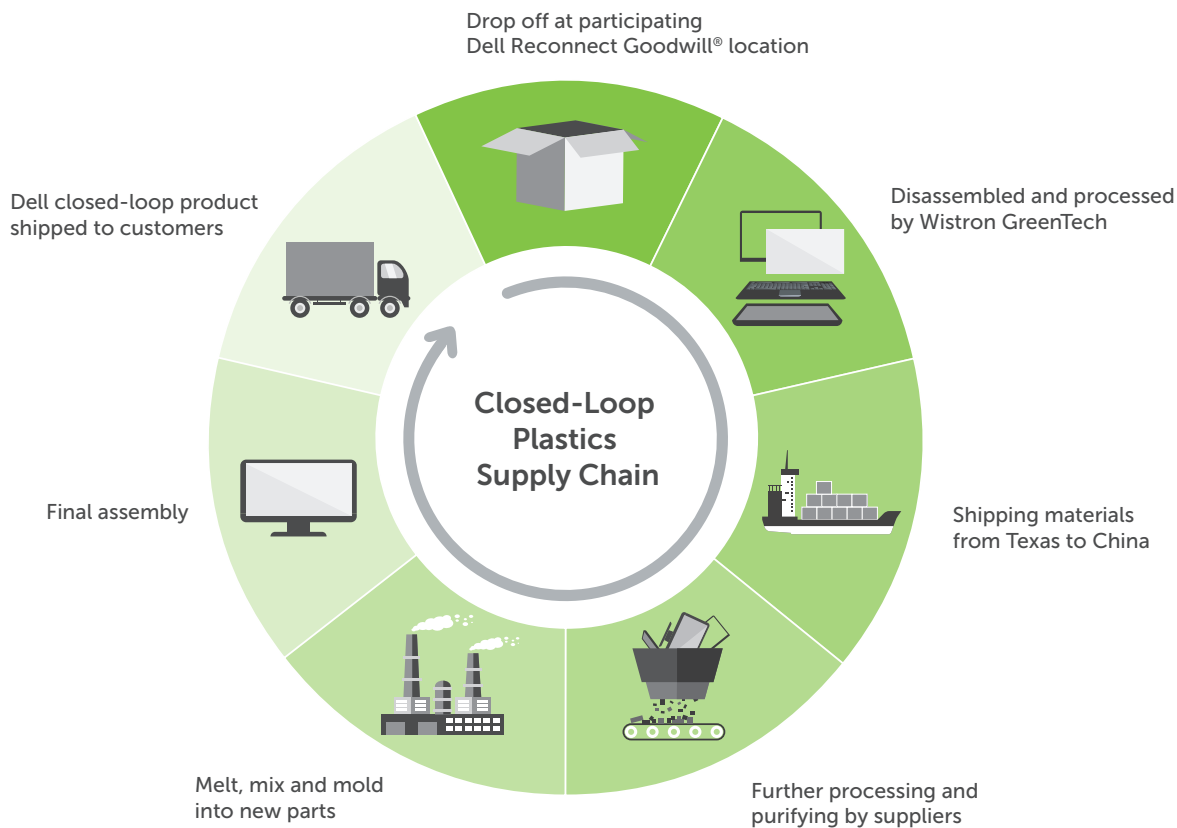 Drop off at participating
Dell Reconnect Goodwill® location
Disassembled and processed
by Wistron GreenTech
Shipping materials
from Texas to China
Further processing and
purifying by suppliers
Melt, mix and mold
into new parts
Final assembly
Dell closed-loop product
shipped to customers
Closed-Loop
Plastics
Supply Chain